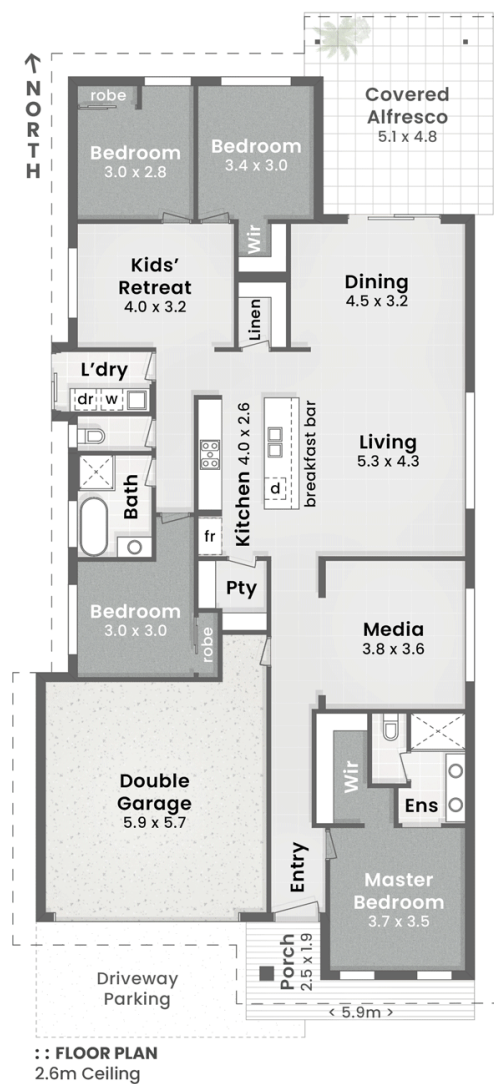 NORTH
robe
Bedroom
3.0 x 2.8
Bedroom
3.4 x 3.0
Covered
Alfresco
5.1 x 4.8
Wir
Kids'
Retreat
4.0 x 3.2
Linen
Dining
4.5 x 3.2
L'dry
dr w
Kitchen 4.0 x 2.6
breakfast bar
d
Living
5.3 x 4.3
Bath
fr
Pty
Bedroom
3.0 x 3.0
robe
Media
3.8 x 3.6
Double
Garage
5.9 x 5.7
Wir
Ens
Entry
Master
Bedroom
3.7 x 3.5
Porch
2.5 x 1.9
Driveway
Parking
< 5.9m >
:: FLOOR PLAN
2.6m Ceiling